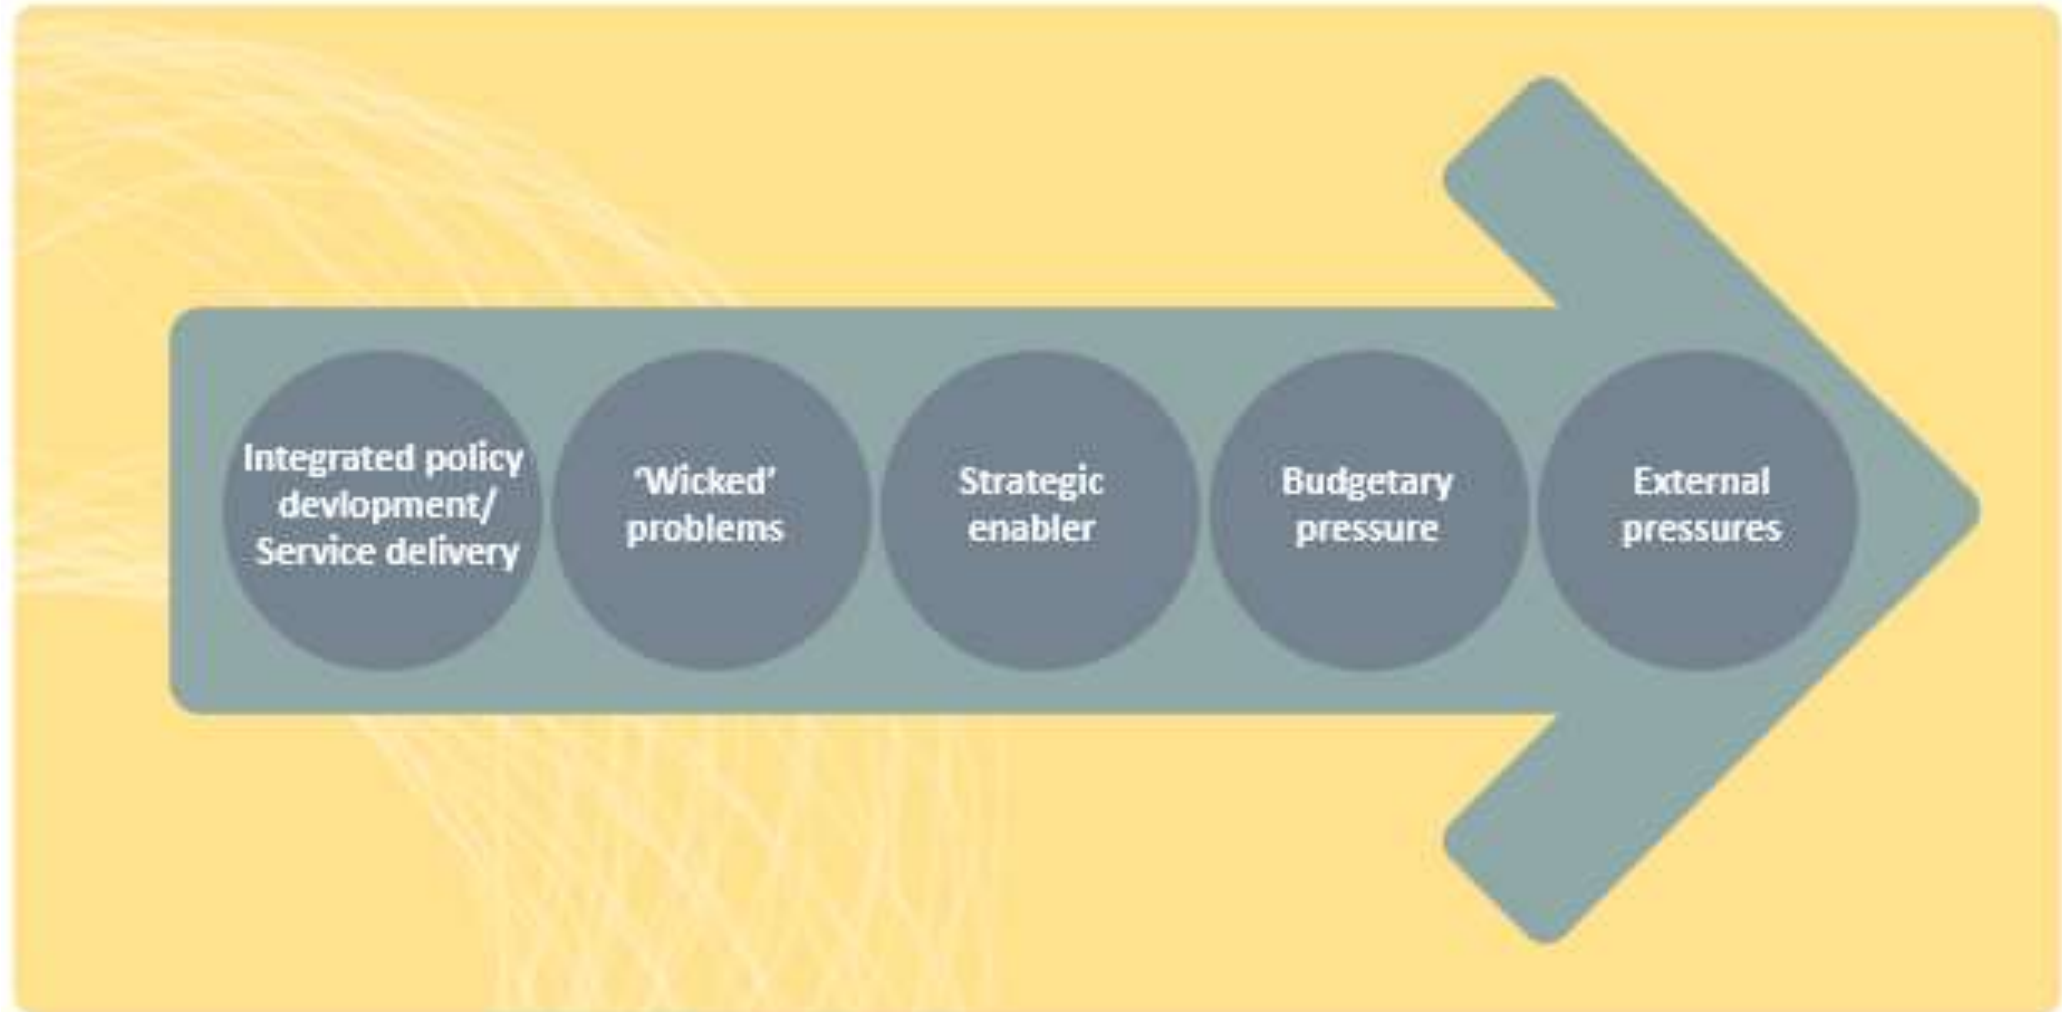 Integrated policy
devlopment/
Service delivery
‘Wicked’
problems
Strategic
enabler
Budgetary
pressure
External
pressures